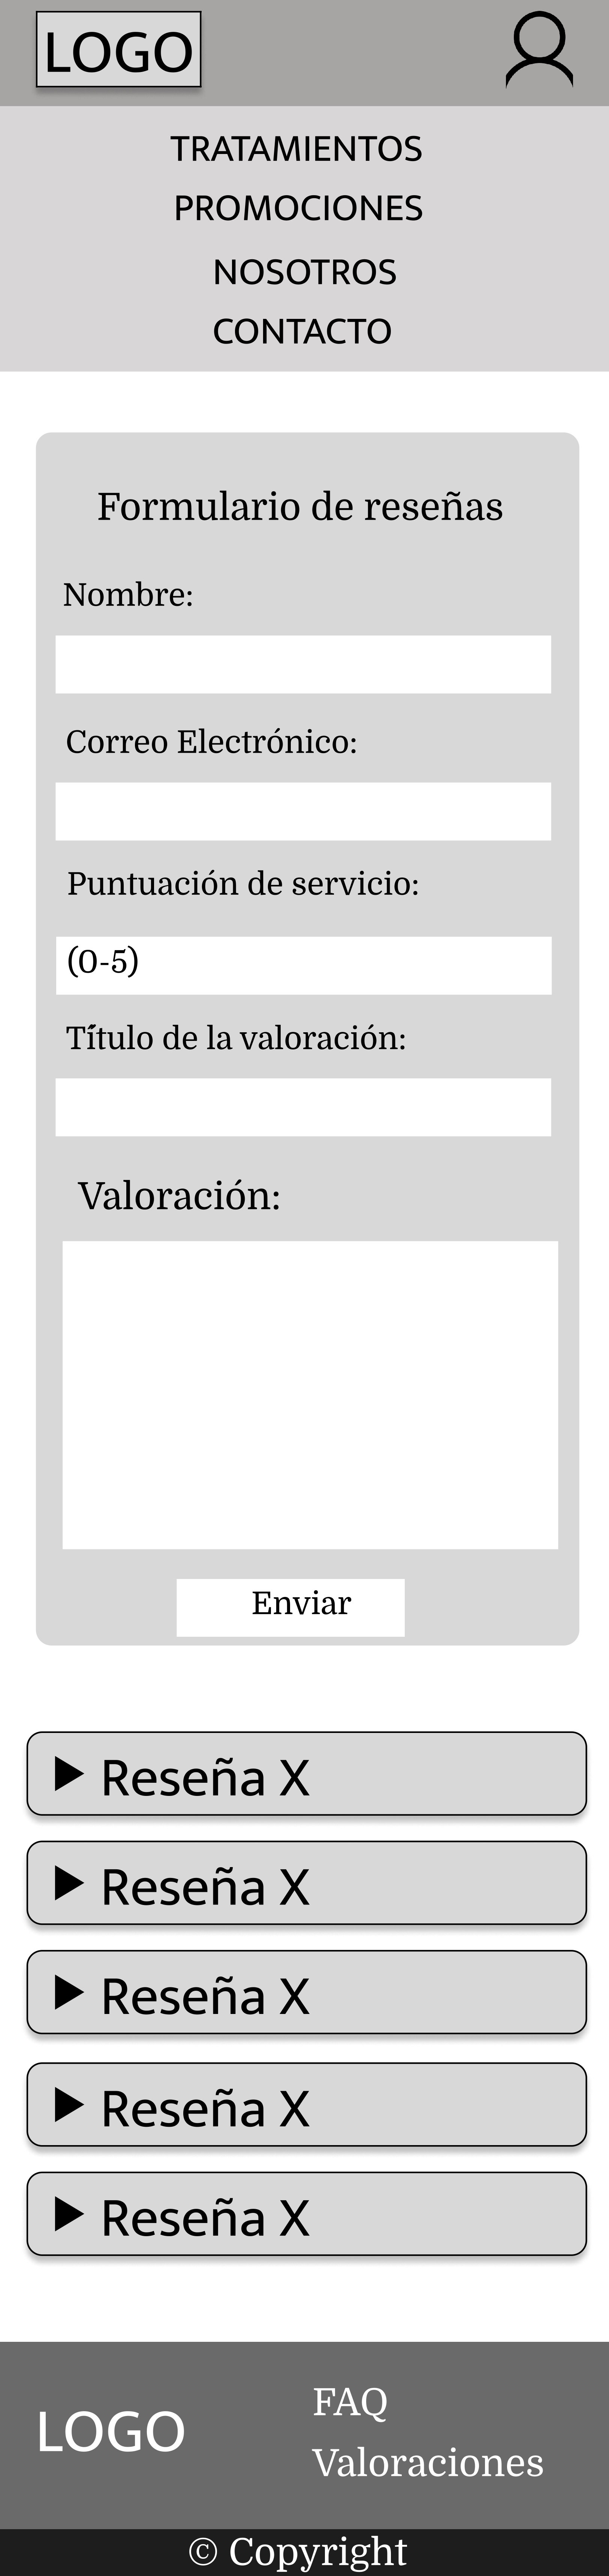 LOGO
TRATAMIENTOS
PROMOCIONES
NOSOTROS
CONTACTO
Formulario de reseñas
Nombre:
Correo Electrónico:
Puntuación de servicio:
(0-5)
Título de la valoración:
Valoración:
Enviar
Reseña X
Reseña X
Reseña X
Reseña X
Reseña X
LOGO
FAQ
Valoraciones
© Copyright